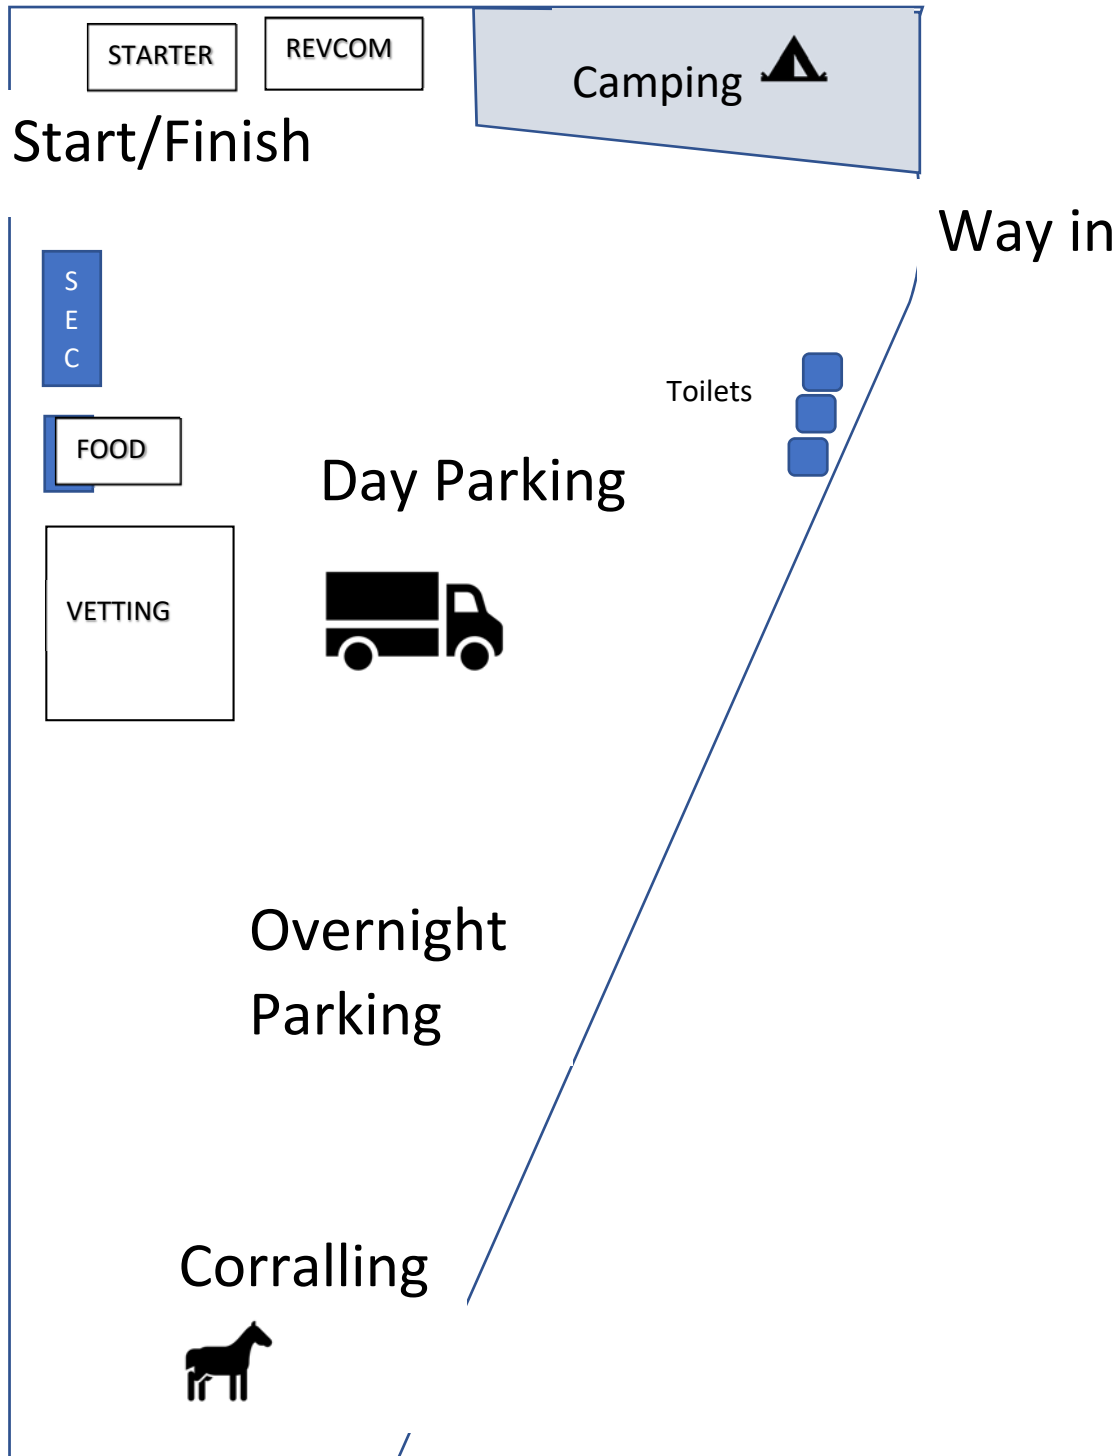 STARTER
REVCOM
Camping
Start/Finish
Way in
S
E
C
Toilets
FOOD
Day Parking
VETTING
Overnight
Parking
Corralling